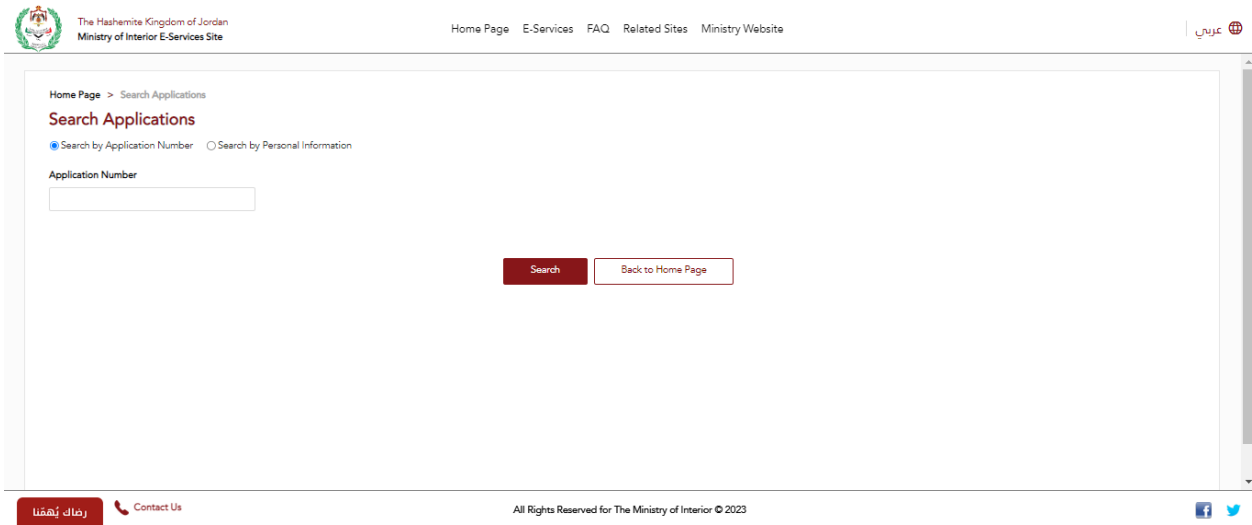 The Hashemite Kingdom of Jordan
Ministry of Interior E-Services Site
Home Page E-Services FAQ Related Sites Ministry Website
عربي
Home Page > Search Applications
Search Applications
Search by Application Number Search by Personal Information
Application Number
Search Back to Home Page
رضاك يُهمّنا
Contact Us
All Rights Reserved for The Ministry of Interior © 2023